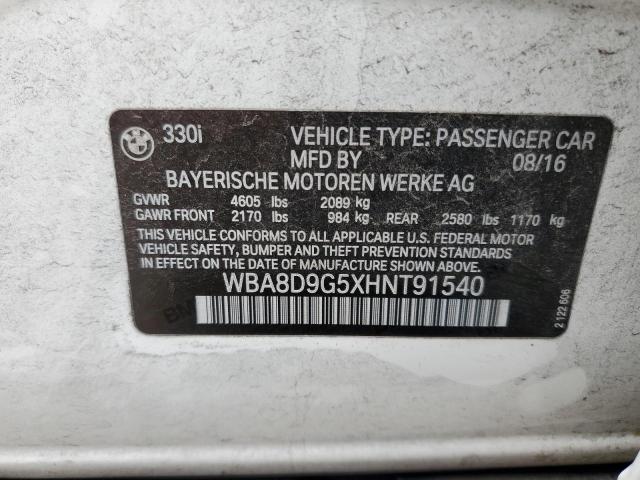 330i VEHICLE TYPE: PASSENGER CAR
MFD BY 08/16
BAYERISCHE MOTOREN WERKE AG
GVWR 4605 lbs 2089 kg
GAWR FRONT 2170 lbs 984 kg REAR 2580 lbs 1170 kg
THIS VEHICLE CONFORMS TO ALL APPLICABLE U.S. FEDERAL MOTOR
VEHICLE SAFETY, BUMPER AND THEFT PREVENTION STANDARDS
IN EFFECT ON THE DATE OF MANUFACTURE SHOWN ABOVE.
WBA8D9G5XHNT91540
BMW
2 122 606